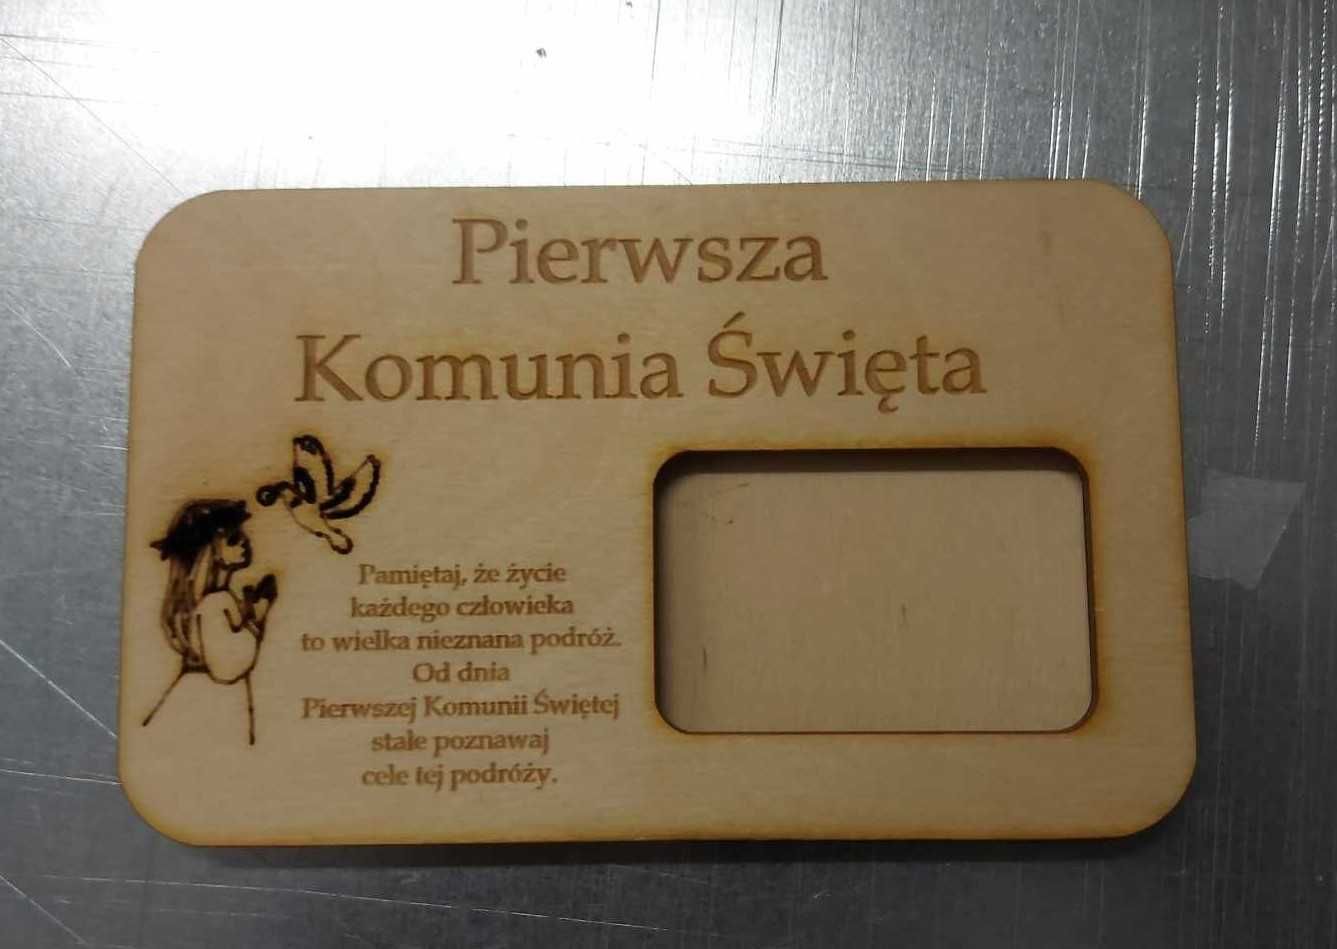 Pierwsza
Komunia Święta
Pamiętaj, że życie
każdego człowieka
to wielka nieznana podróż.
Od dnia
Pierwszej Komunii Świętej
stale poznawaj
cele tej podróży.